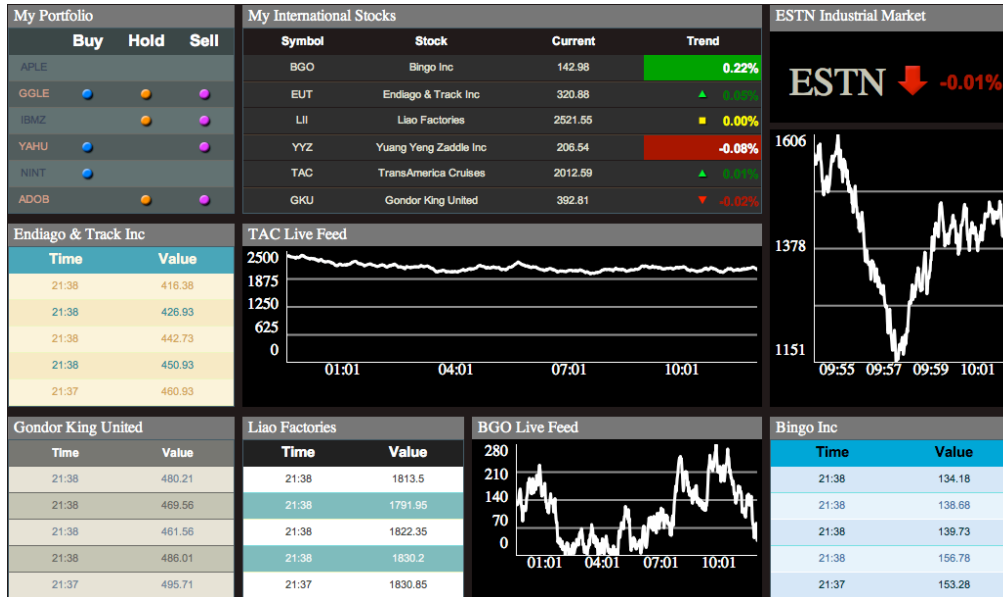 My Portfolio
Buy Hold Sell
APLE
GGLE
IBMZ
YAHU
NINT
ADOB
My International Stocks
Symbol Stock Current Trend
BGO Bingo Inc 142.98 0.22%
EUT Endiago & Track Inc 320.88 0.05%
LII Liao Factories 2521.55 0.00%
YYZ Yuang Yeng Zaddle Inc 206.54 -0.08%
TAC TransAmerica Cruises 2012.59 0.01%
GKU Gondor King United 392.81 -0.02%
ESTN Industrial Market
ESTN -0.01%
1606
1378
1151
09:55 09:57 09:59 10:01
Endiago & Track Inc
Time Value
21:38 416.38
21:38 426.93
21:38 442.73
21:38 450.93
21:37 460.93
TAC Live Feed
2500
1875
1250
625
0
01:01 04:01 07:01 10:01
Gondor King United
Time Value
21:38 480.21
21:38 469.56
21:38 461.56
21:38 486.01
21:37 495.71
Liao Factories
Time Value
21:38 1813.5
21:38 1791.95
21:38 1822.35
21:38 1830.2
21:37 1830.85
BGO Live Feed
280
210
140
70
0
01:01 04:01 07:01 10:01
Bingo Inc
Time Value
21:38 134.18
21:38 138.68
21:38 139.73
21:38 156.78
21:37 153.28